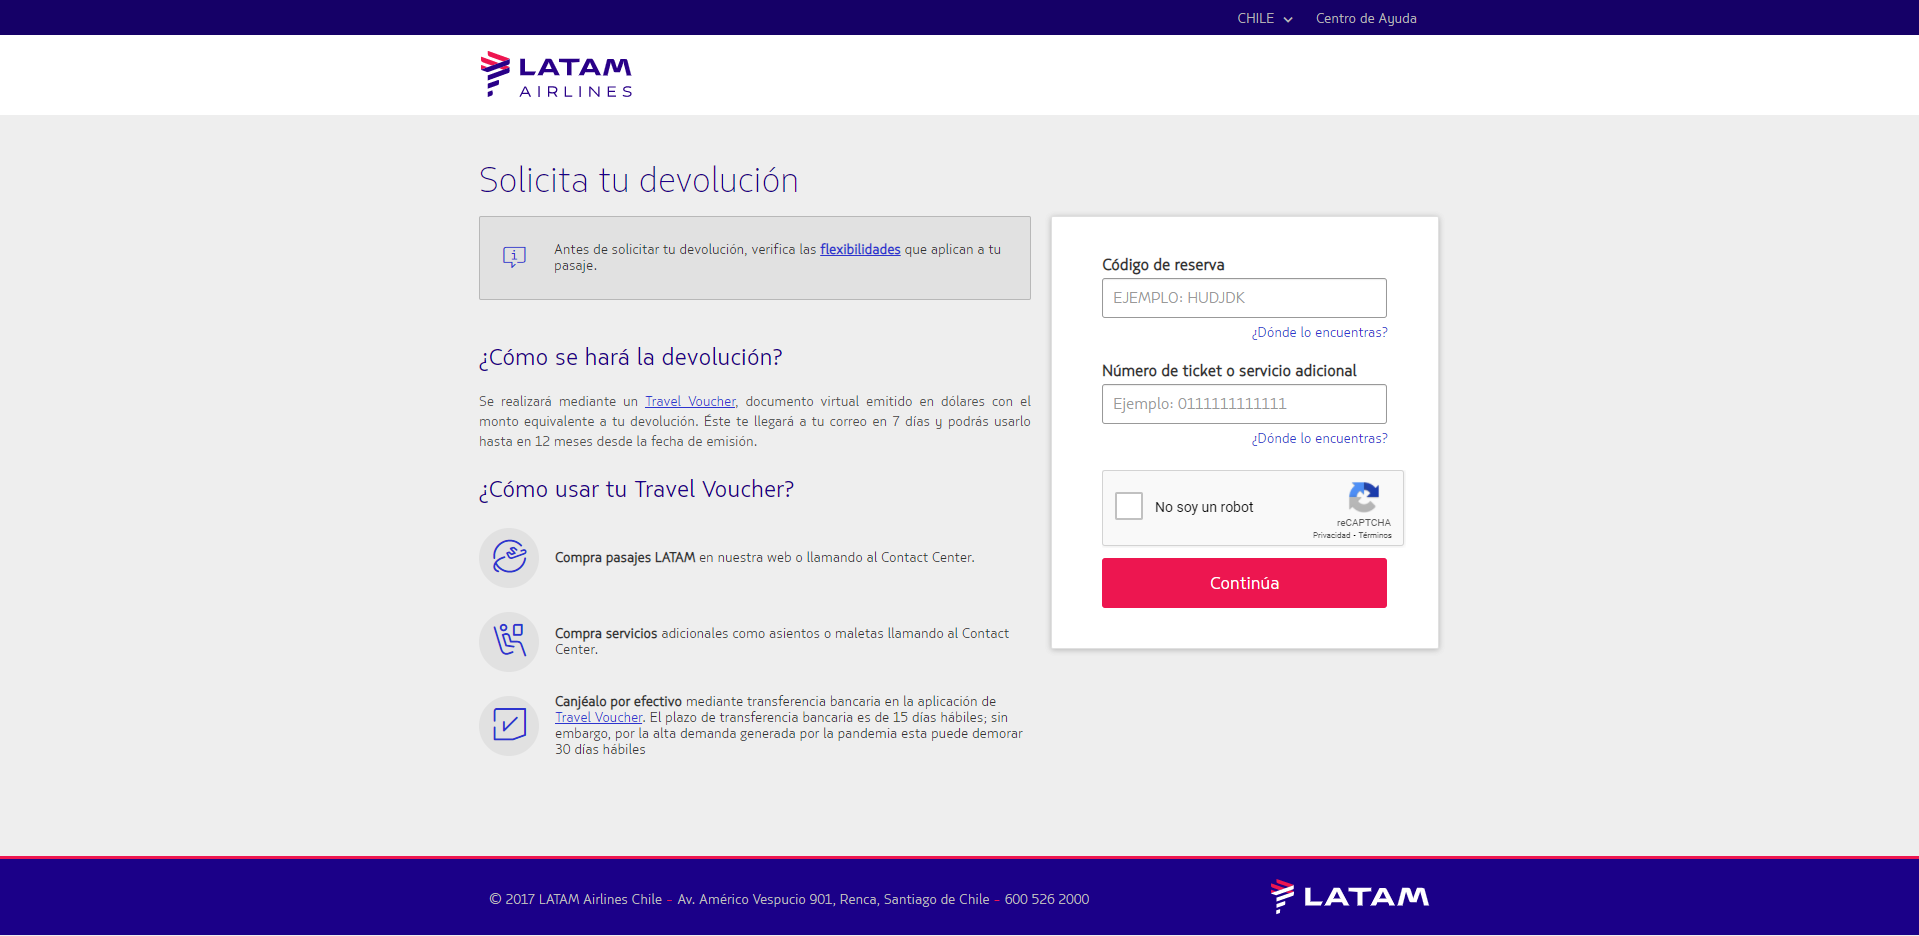 CHILE
Centro de Ayuda
LATAM
AIRLINES
Solicita tu devolución
Antes de solicitar tu devolución, verifica las flexibilidades que aplican a tu
pasaje.
¿Cómo se hará la devolución?
Se realizará mediante un Travel Voucher, documento virtual emitido en dólares con el
monto equivalente a tu devolución. Éste te llegará a tu correo en 7 días y podrás usarlo
hasta en 12 meses desde la fecha de emisión.
¿Cómo usar tu Travel Voucher?
Compra pasajes LATAM en nuestra web o llamando al Contact Center.
Compra servicios adicionales como asientos o maletas llamando al Contact
Center.
Canjéalo por efectivo mediante transferencia bancaria en la aplicación de
Travel Voucher. El plazo de transferencia bancaria es de 15 días hábiles; sin
embargo, por la alta demanda generada por la pandemia esta puede demorar
30 días hábiles
Código de reserva
EJEMPLO: HUDJDK
¿Dónde lo encuentras?
Número de ticket o servicio adicional
Ejemplo: 0111111111111
¿Dónde lo encuentras?
No soy un robot
reCAPTCHA
Privacidad - Términos
Continúa
© 2017 LATAM Airlines Chile - Av. Américo Vespucio 901, Renca, Santiago de Chile - 600 526 2000
LATAM